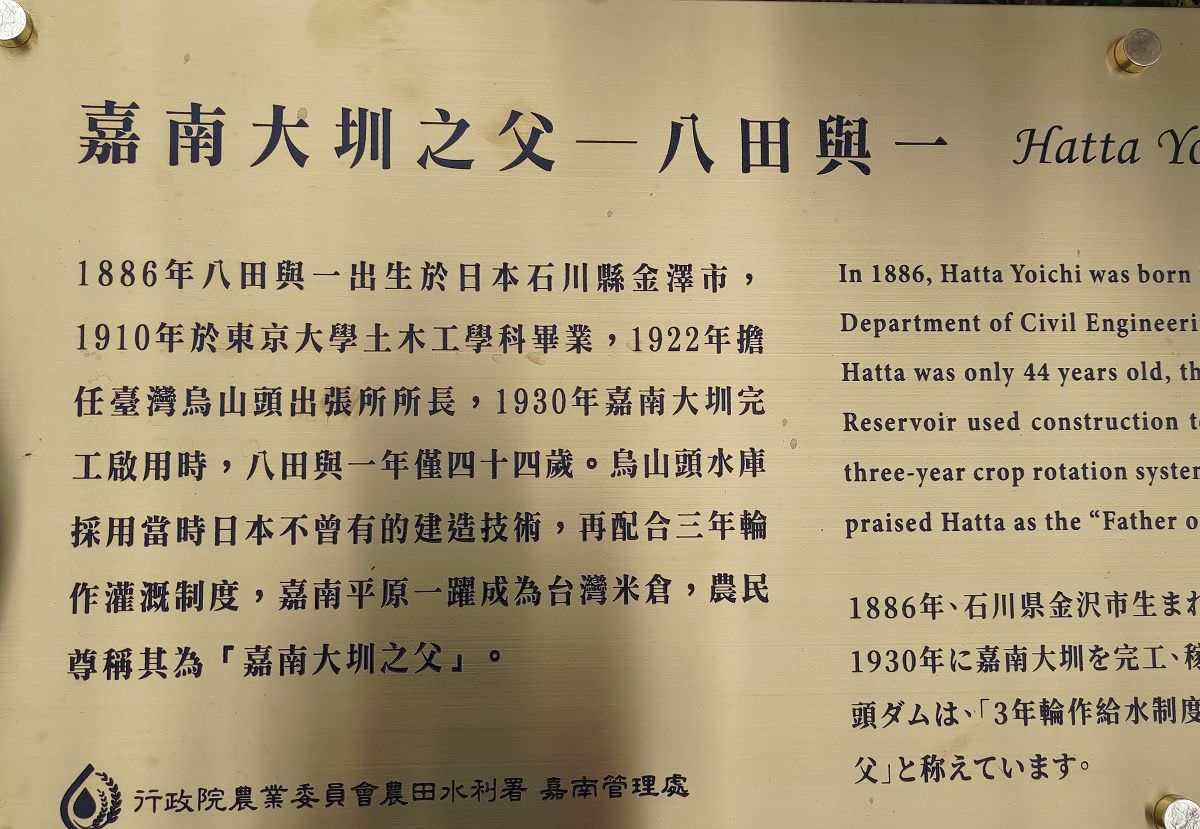 嘉南大圳之父—八田與一 Hatta Yo
1886年八田與一出生於日本石川縣金澤市，
1910年於東京大學土木工學科畢業，1922年擔
任臺灣烏山頭出張所所長，1930年嘉南大圳完
工啟用時，八田與一年僅四十四歲。烏山頭水庫
採用當時日本不曾有的建造技術，再配合三年輪
作灌溉制度，嘉南平原一躍成為台灣米倉，農民
尊稱其為「嘉南大圳之父」。
In 1886, Hatta Yoichi was born
Department of Civil Engineeri
Hatta was only 44 years old, th
Reservoir used construction t
three-year crop rotation system
praised Hatta as the “Father o
1886年、石川県金沢市生まれ
1930年に嘉南大圳を完工、稼
頭ダムは、「3年輪作給水制度
父」と称えています。
行政院農業委員會農田水利署 嘉南管理處